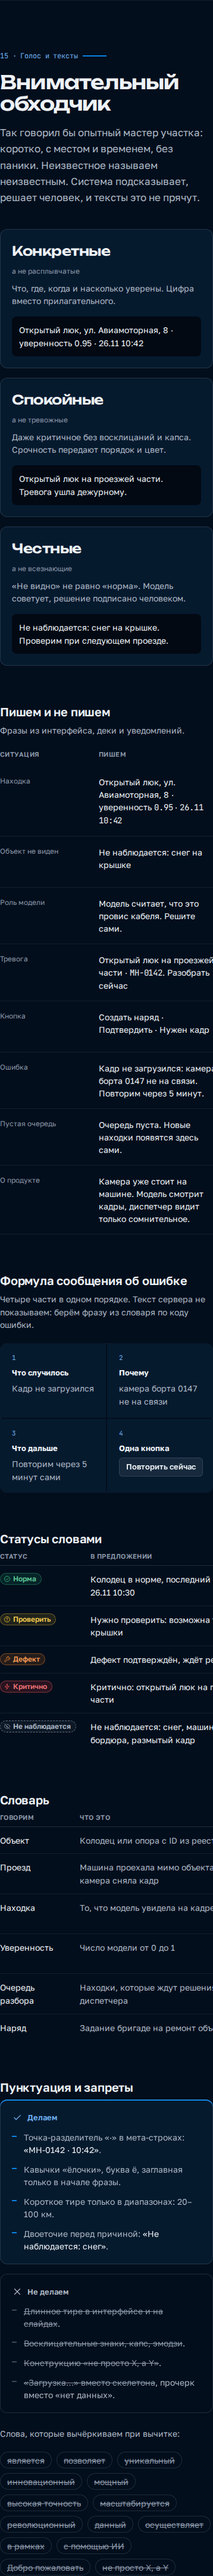 15 · Голос и тексты
Внимательный
обходчик
Так говорил бы опытный мастер участка:
коротко, с местом и временем, без
паники. Неизвестное называем
неизвестным. Система подсказывает,
решает человек, и тексты это не прячут.
Конкретные
а не расплывчатые
Что, где, когда и насколько уверены. Цифра
вместо прилагательного.
Открытый люк, ул. Авиамоторная, 8 ·
уверенность 0.95 · 26.11 10:42
Спокойные
а не тревожные
Даже критичное без восклицаний и капса.
Срочность передают порядок и цвет.
Открытый люк на проезжей части.
Тревога ушла дежурному.
Честные
а не всезнающие
«Не видно» не равно «норма». Модель
советует, решение подписано человеком.
Не наблюдается: снег на крышке.
Проверим при следующем проезде.
Пишем и не пишем
Фразы из интерфейса, деки и уведомлений.
СИТУАЦИЯ ПИШЕМ
Находка Открытый люк, ул.
Авиамоторная, 8 ·
уверенность 0.95 · 26.11
10:42
Объект не виден Не наблюдается: снег на
крышке
Роль модели Модель считает, что это
провис кабеля. Решите
сами.
Тревога Открытый люк на проезжей
части · МН-0142. Разобрать
сейчас
Кнопка Создать наряд ·
Подтвердить · Нужен кадр
Ошибка Кадр не загрузился: камера
борта 0147 не на связи.
Повторим через 5 минут.
Пустая очередь Очередь пуста. Новые
находки появятся здесь
сами.
О продукте Камера уже стоит на
машине. Модель смотрит
кадры, диспетчер видит
только сомнительное.
Формула сообщения об ошибке
Четыре части в одном порядке. Текст сервера не
показываем: берём фразу из словаря по коду
ошибки.
1
Что случилось
Кадр не загрузился
2
Почему
камера борта 0147
не на связи
3
Что дальше
Повторим через 5
минут сами
4
Одна кнопка
Повторить сейчас
Статусы словами
СТАТУС В ПРЕДЛОЖЕНИИ
Норма Колодец в норме, последний
26.11 10:30
Проверить Нужно проверить: возможна
крышки
Дефект Дефект подтверждён, ждёт
Критично Критично: открытый люк на
части
Не наблюдается Не наблюдается: снег,
бордюра, размытый кадр
Словарь
ГОВОРИМ ЧТО ЭТО
Объект Колодец или опора с ID из
Проезд Машина проехала мимо объекта
камера сняла кадр
Находка То, что модель увидела на кадре
Уверенность Число модели от 0 до 1
Очередь
разбора
Находки, которые ждут решения
диспетчера
Наряд Задание бригаде на ремонт
Пунктуация и запреты
Делаем
Точка-разделитель «·» в мета-строках:
«МН-0142 · 10:42».
Кавычки «ёлочки», буква ё, заглавная
только в начале фразы.
Короткое тире только в диапазонах: 20–
100 км.
Двоеточие перед причиной: «Не
наблюдается: снег».
Не делаем
Длинное тире в интерфейсе и на
слайдах.
Восклицательные знаки, капс, эмодзи.
Конструкцию «не просто X, а Y».
«Загрузка…» вместо скелетона, прочерк
вместо «нет данных».
Слова, которые вычёркиваем при вычитке:
является позволяет уникальный
инновационный мощный
высокая точность масштабируется
революционный данный осуществляет
в рамках с помощью ИИ
Добро пожаловать не просто X, а Y